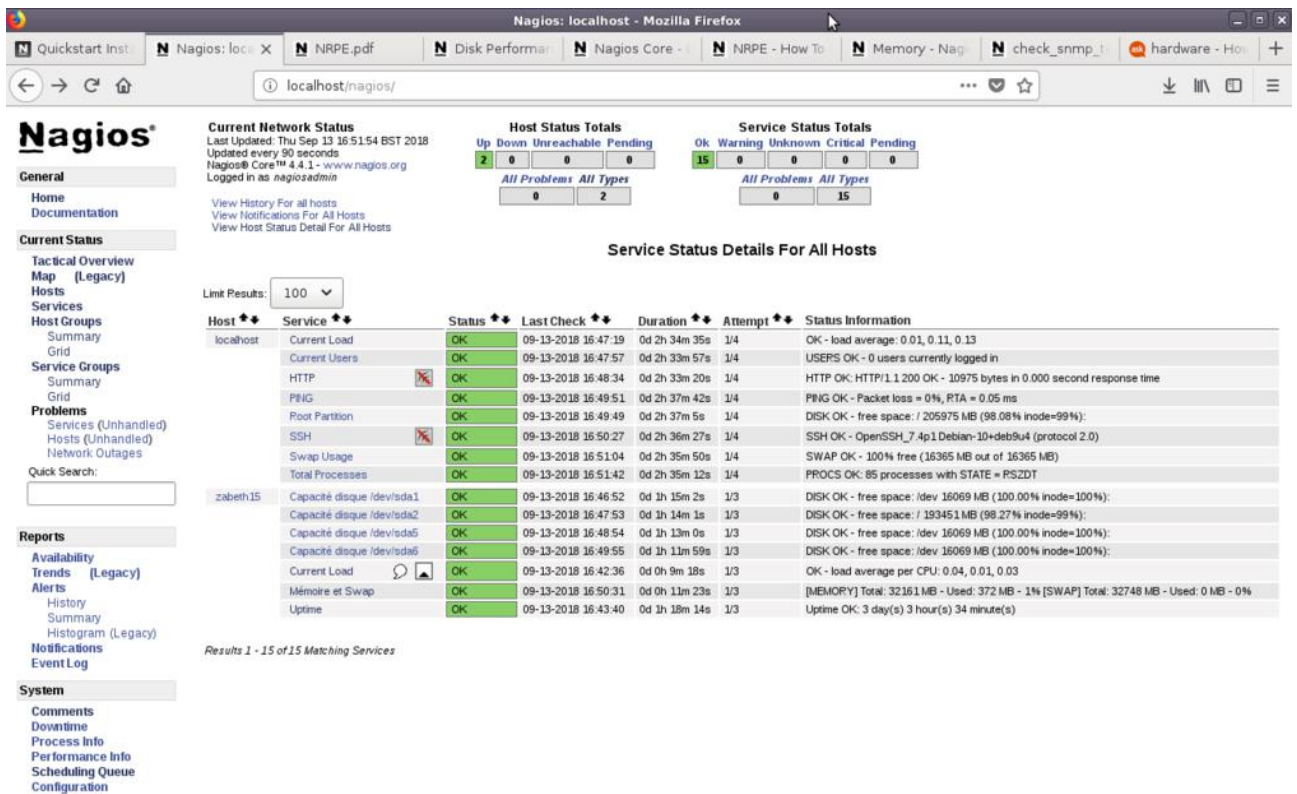 Nagios: localhost - Mozilla Firefox
Quickstart Inst
Nagios: loc
NRPE.pdf
Disk Performan
Nagios Core -
NRPE - How To
Memory - Nag
check_snmp_t
hardware - Ho
localhost/nagios/
Nagios®
General
Home
Documentation
Current Status
Tactical Overview
Map (Legacy)
Hosts
Services
Host Groups
Summary
Grid
Service Groups
Summary
Grid
Problems
Services (Unhandled)
Hosts (Unhandled)
Network Outages
Quick Search:
Reports
Availability
Trends (Legacy)
Alerts
History
Summary
Histogram (Legacy)
Notifications
Event Log
System
Comments
Downtime
Process Info
Performance Info
Scheduling Queue
Configuration
Current Network Status
Last Updated: Thu Sep 13 16:51:54 BST 2018
Updated every 90 seconds
Nagios® Core™ 4.4.1 - www.nagios.org
Logged in as nagiosadmin
View History For all hosts
View Notifications For All Hosts
View Host Status Detail For All Hosts
Host Status Totals
Up Down Unreachable Pending
2 0 0 0
All Problems All Types
0 2
Service Status Totals
Ok Warning Unknown Critical Pending
15 0 0 0 0
All Problems All Types
0 15
Service Status Details For All Hosts
Limit Results: 100
Host Service Status Last Check Duration Attempt Status Information
localhost Current Load OK 09-13-2018 16:47:19 0d 2h 34m 35s 1/4 OK - load average: 0.01, 0.11, 0.13
Current Users OK 09-13-2018 16:47:57 0d 2h 33m 57s 1/4 USERS OK - 0 users currently logged in
HTTP OK 09-13-2018 16:48:34 0d 2h 33m 20s 1/4 HTTP OK: HTTP/1.1 200 OK - 10975 bytes in 0.000 second response time
PING OK 09-13-2018 16:49:51 0d 2h 37m 42s 1/4 PING OK - Packet loss = 0%, RTA = 0.05 ms
Root Partition OK 09-13-2018 16:49:49 0d 2h 37m 5s 1/4 DISK OK - free space: / 205975 MB (98.08% inode=99%):
SSH OK 09-13-2018 16:50:27 0d 2h 36m 27s 1/4 SSH OK - OpenSSH_7.4p1 Debian-10+deb9u4 (protocol 2.0)
Swap Usage OK 09-13-2018 16:51:04 0d 2h 35m 50s 1/4 SWAP OK - 100% free (16365 MB out of 16365 MB)
Total Processes OK 09-13-2018 16:51:42 0d 2h 35m 12s 1/4 PROCS OK: 85 processes with STATE = RSZDT
zabeth15 Capacité disque /dev/sda1 OK 09-13-2018 16:46:52 0d 1h 15m 2s 1/3 DISK OK - free space: /dev 16069 MB (100.00% inode=100%):
Capacité disque /dev/sda2 OK 09-13-2018 16:47:53 0d 1h 14m 1s 1/3 DISK OK - free space: / 193451 MB (98.27% inode=99%):
Capacité disque /dev/sda5 OK 09-13-2018 16:48:54 0d 1h 13m 0s 1/3 DISK OK - free space: /dev 16069 MB (100.00% inode=100%):
Capacité disque /dev/sda6 OK 09-13-2018 16:49:55 0d 1h 11m 59s 1/3 DISK OK - free space: /dev 16069 MB (100.00% inode=100%):
Current Load OK 09-13-2018 16:42:36 0d 0h 9m 18s 1/3 OK - load average per CPU: 0.04, 0.01, 0.03
Mémoire et Swap OK 09-13-2018 16:50:31 0d 0h 11m 23s 1/3 [MEMORY] Total: 32161 MB - Used: 372 MB - 1% [SWAP] Total: 32748 MB - Used: 0 MB - 0%
Uptime OK 09-13-2018 16:43:40 0d 1h 18m 14s 1/3 Uptime OK: 3 day(s) 3 hour(s) 34 minute(s)
Results 1 - 15 of 15 Matching Services